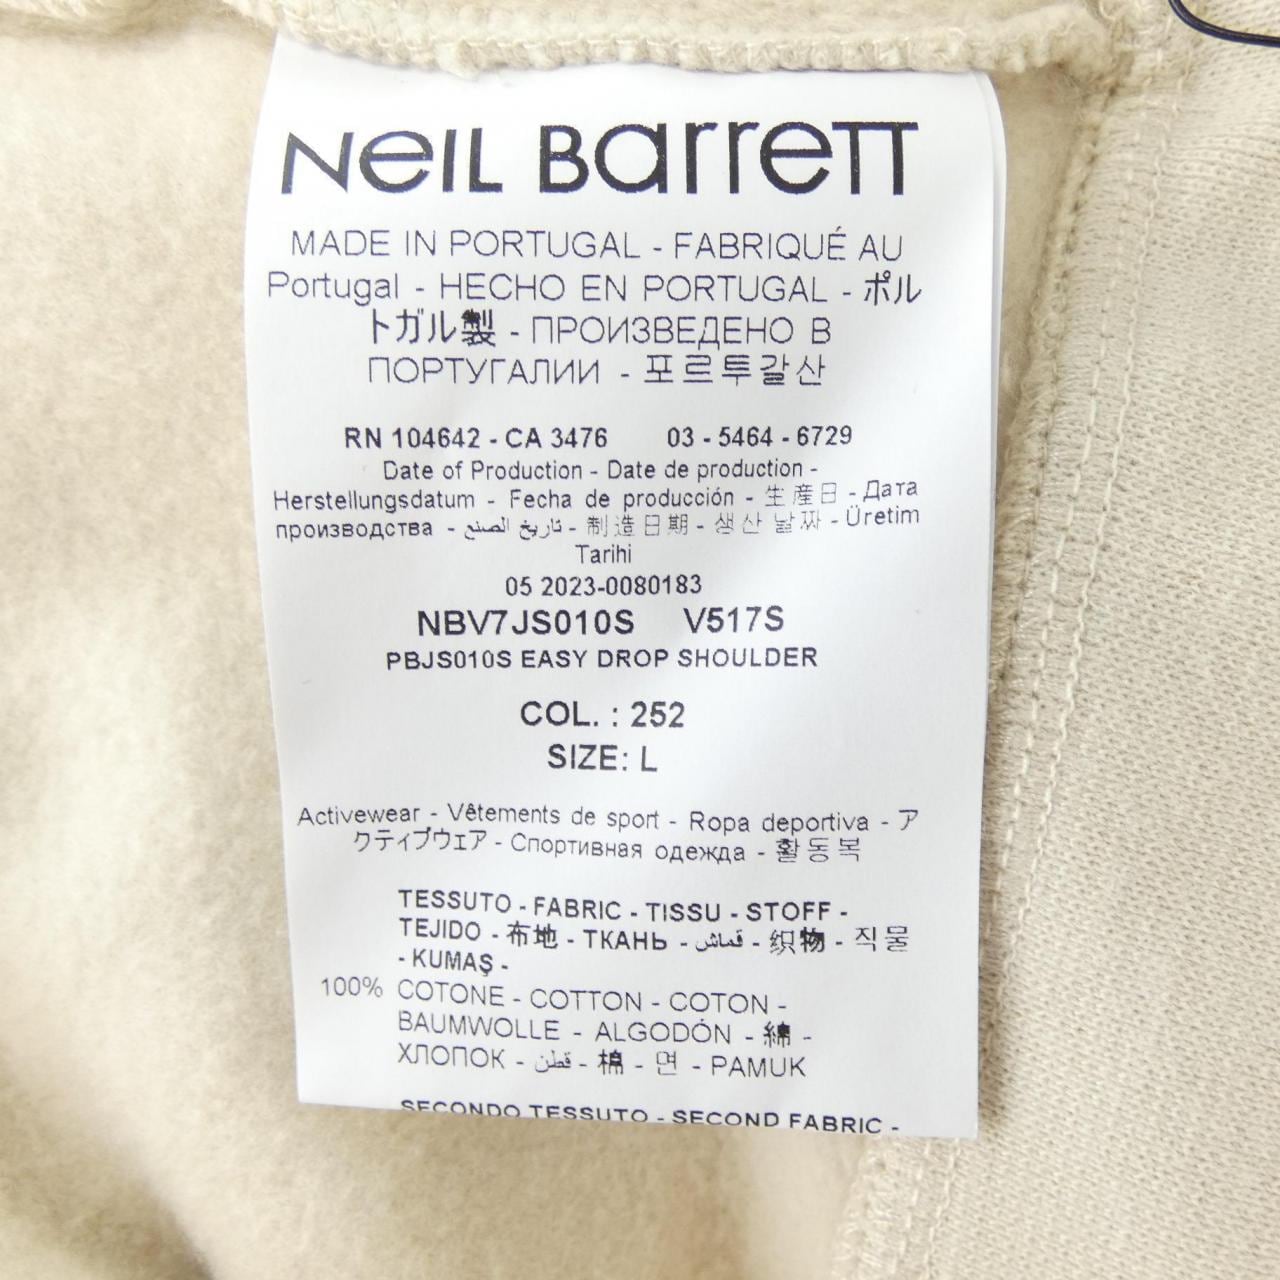 NEIL BARRETT
MADE IN PORTUGAL - FABRIQUÉ AU
Portugal - HECHO EN PORTUGAL - ポル
トガル製 - ПРОИЗВЕДЕНО В
ПОРТУГАЛИИ - 포르투갈산
RN 104642 - CA 3476 03 - 5464 - 6729
Date of Production - Date de production -
Herstellungsdatum - Fecha de producción - 生産日 - Дата
производства - تاريخ الصنع - 制造日期 - 생산 날짜 - Üretim
Tarihi
05 2023-0080183
NBV7JS010S V517S
PBJS010S EASY DROP SHOULDER
COL. : 252
SIZE: L
Activewear - Vêtements de sport - Ropa deportiva - ア
クティブウェア - Спортивная одежда - 활동복
TESSUTO - FABRIC - TISSU - STOFF -
TEJIDO - 布地 - ТКАНЬ - قماش - 织物 - 직물
- KUMAŞ -
100% COTONE - COTTON - COTON -
BAUMWOLLE - ALGODÓN - 綿 -
ХЛОПОК - قطن - 棉 - 면 - PAMUK
SECONDO TESSUTO - SECOND FABRIC -